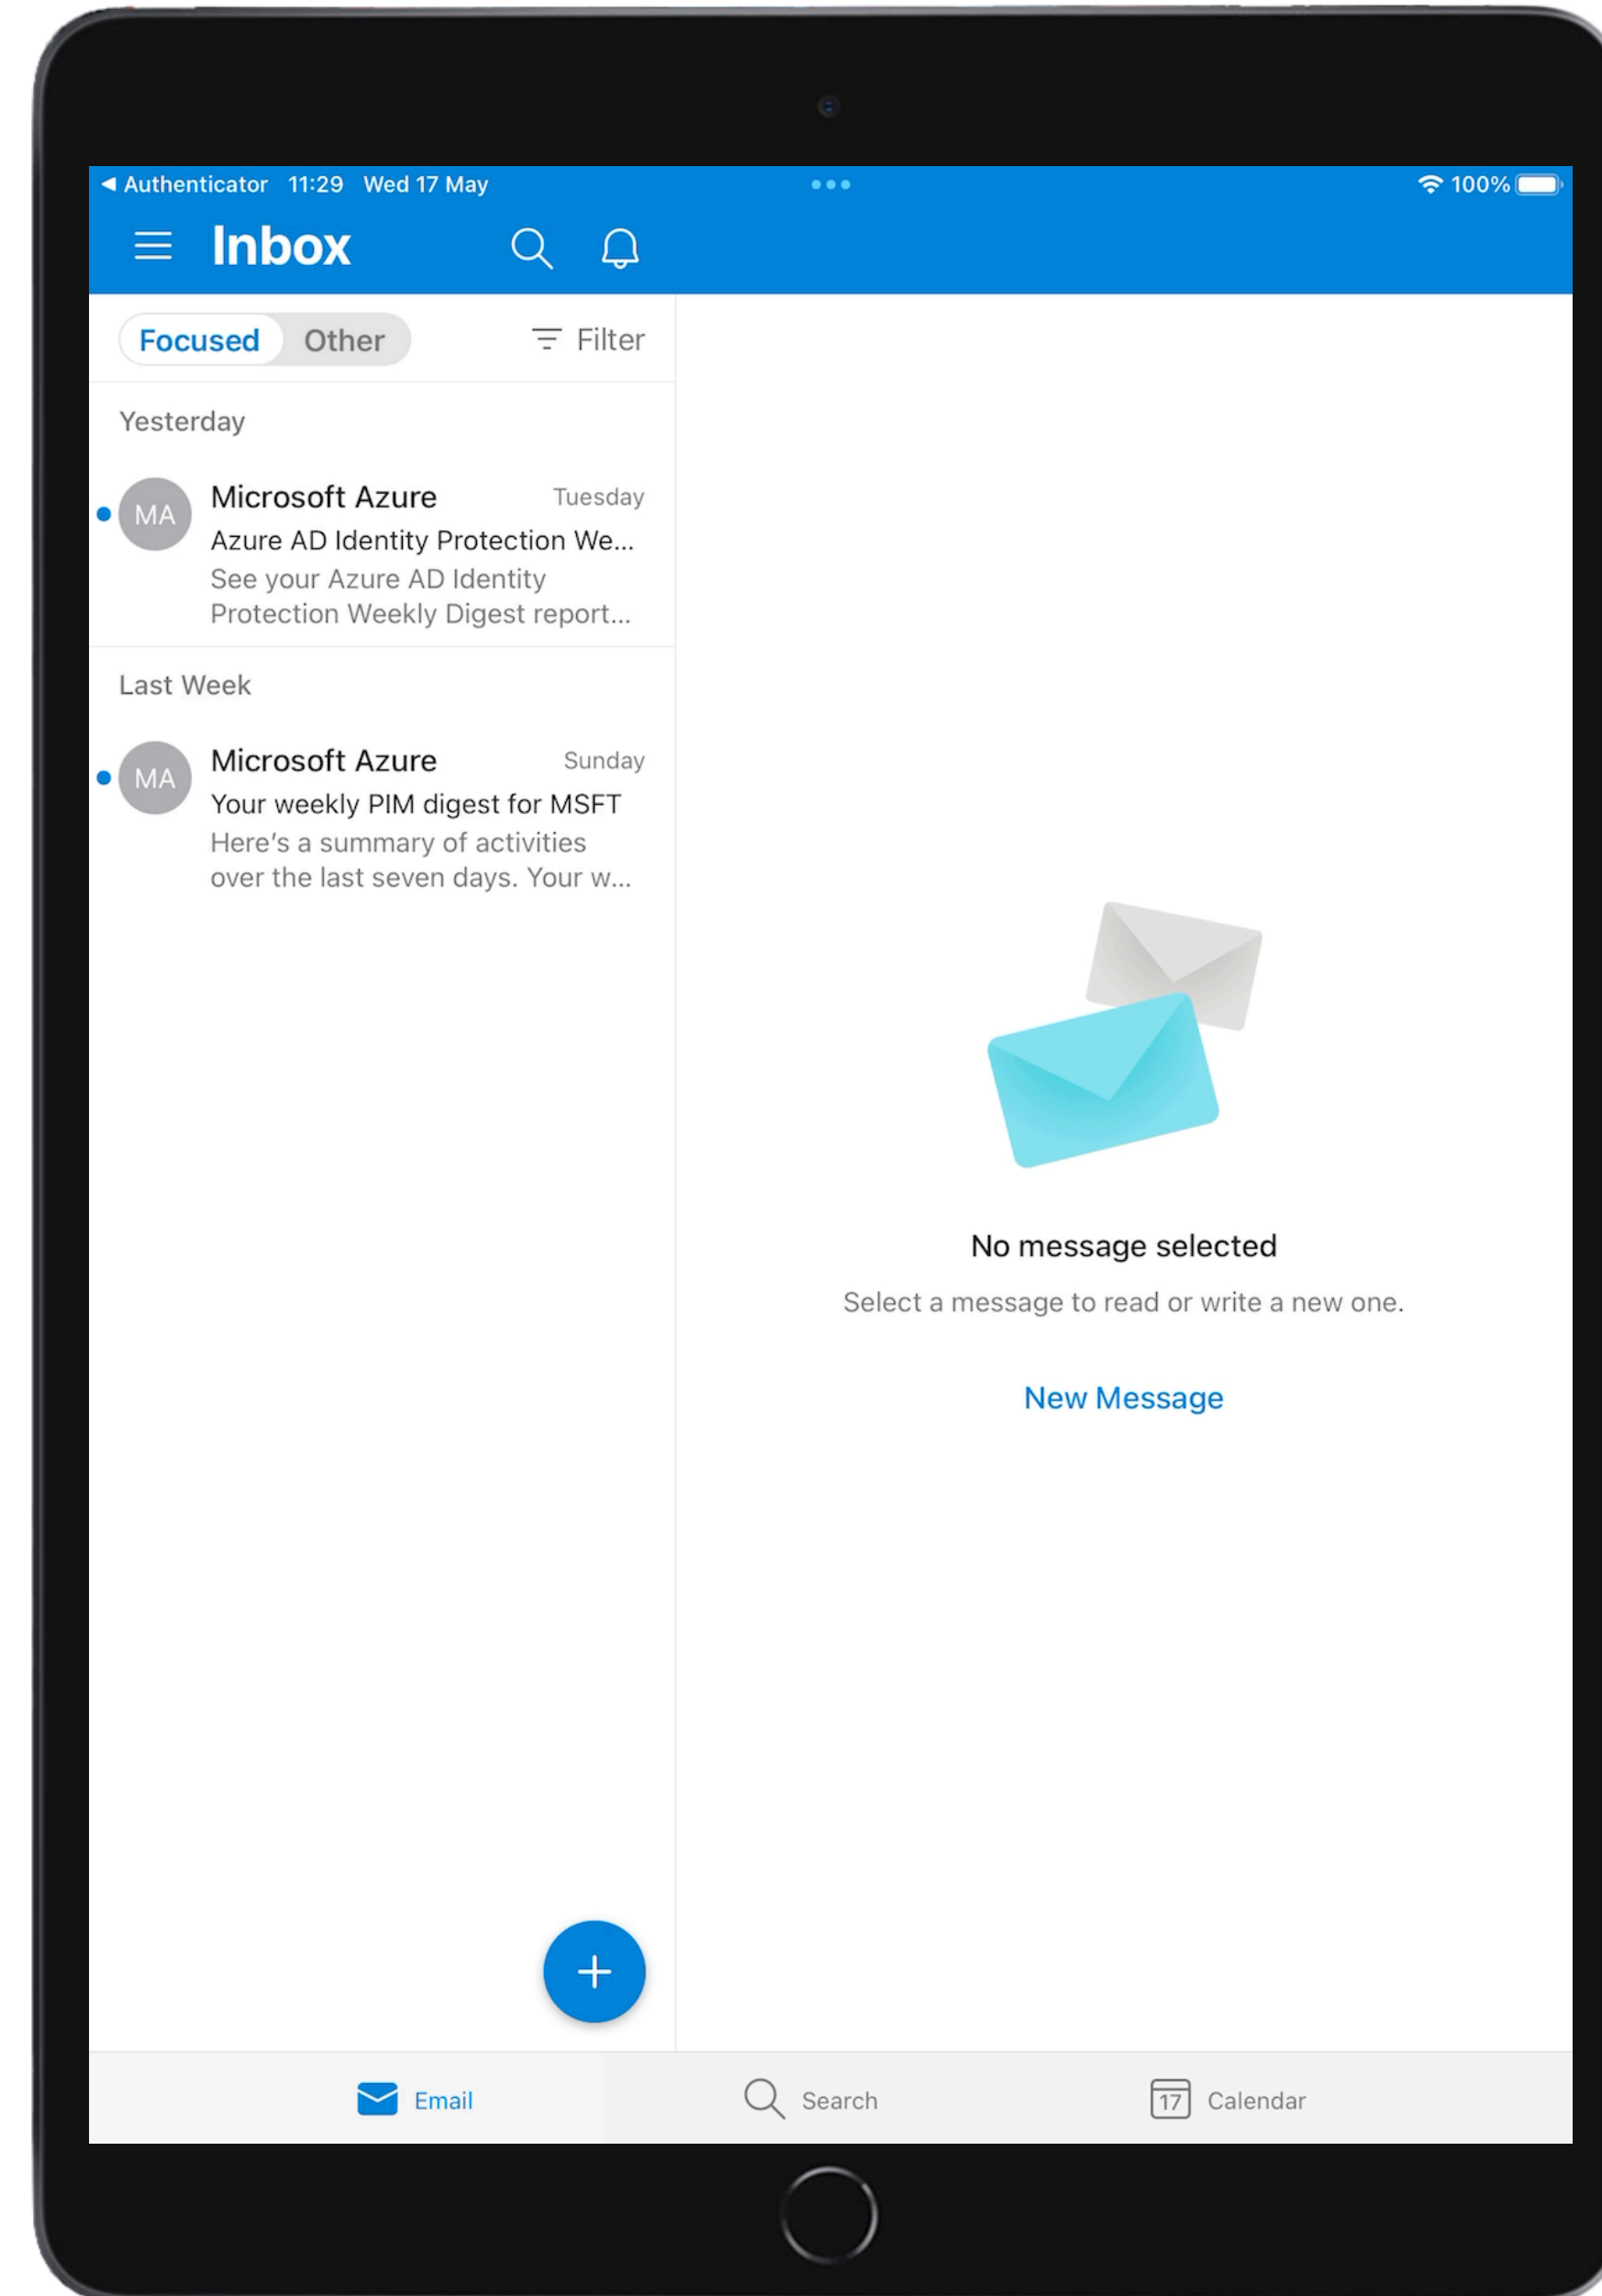 ◀ Authenticator 11:29 Wed 17 May 100%
Inbox
Focused Other Filter
Yesterday
MA
Microsoft Azure Tuesday
Azure AD Identity Protection We...
See your Azure AD Identity
Protection Weekly Digest report...
Last Week
MA
Microsoft Azure Sunday
Your weekly PIM digest for MSFT
Here's a summary of activities
over the last seven days. Your w...
No message selected
Select a message to read or write a new one.
New Message
Email Search 17 Calendar